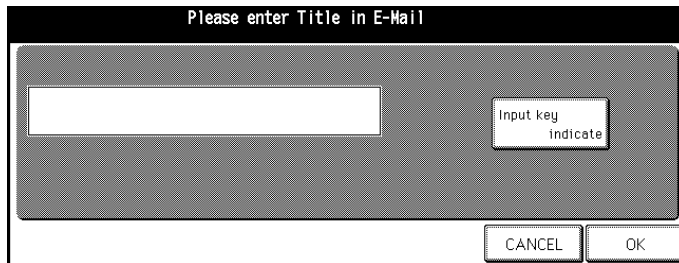 Please enter Title in E-Mail
Input key
indicate
CANCEL
OK